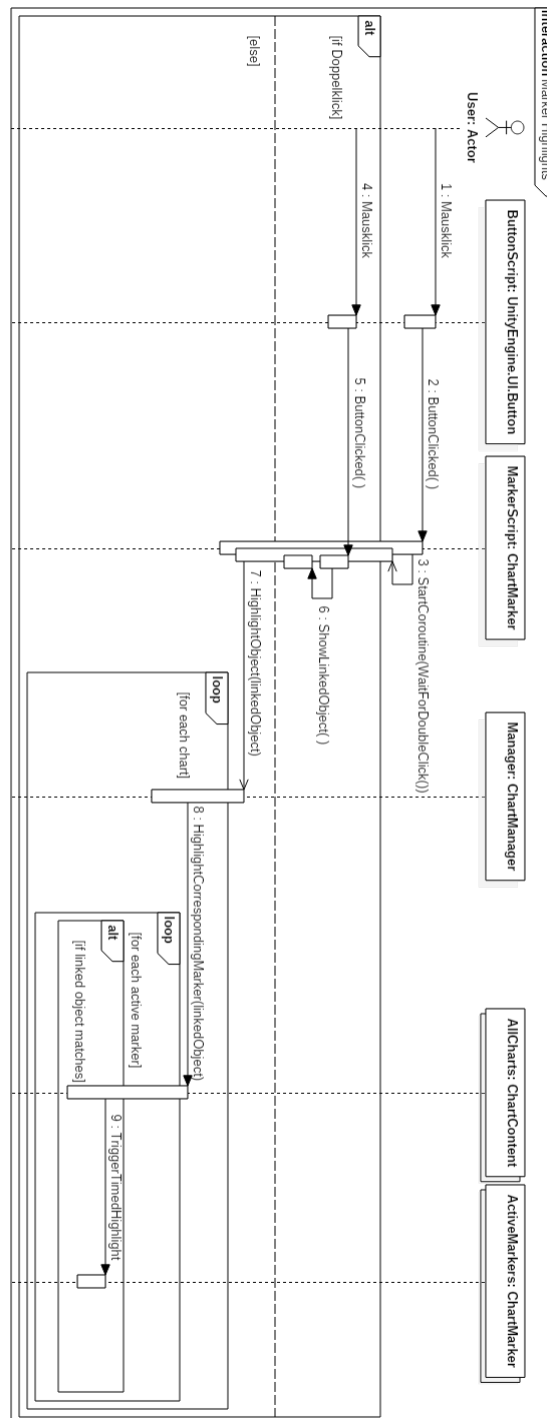 Interaction Marker Highlights
User: Actor
ButtonScript: UnityEngine.UI.Button
MarkerScript: ChartMarker
Manager: ChartManager
AllCharts: ChartContent
ActiveMarkers: ChartMarker
1 : Mausklick
2 : ButtonClicked( )
3 : StartCoroutine(WaitForDoubleClick())
alt
[if Doppelklick]
4 : Mausklick
5 : ButtonClicked( )
6 : ShowLinkedObject( )
[else]
7 : HighlightObject(linkedObject)
loop
[for each chart]
8 : HighlightCorrespondingMarker(linkedObject)
loop
[for each active marker]
alt
[if linked object matches]
9 : TriggerTimedHighlight